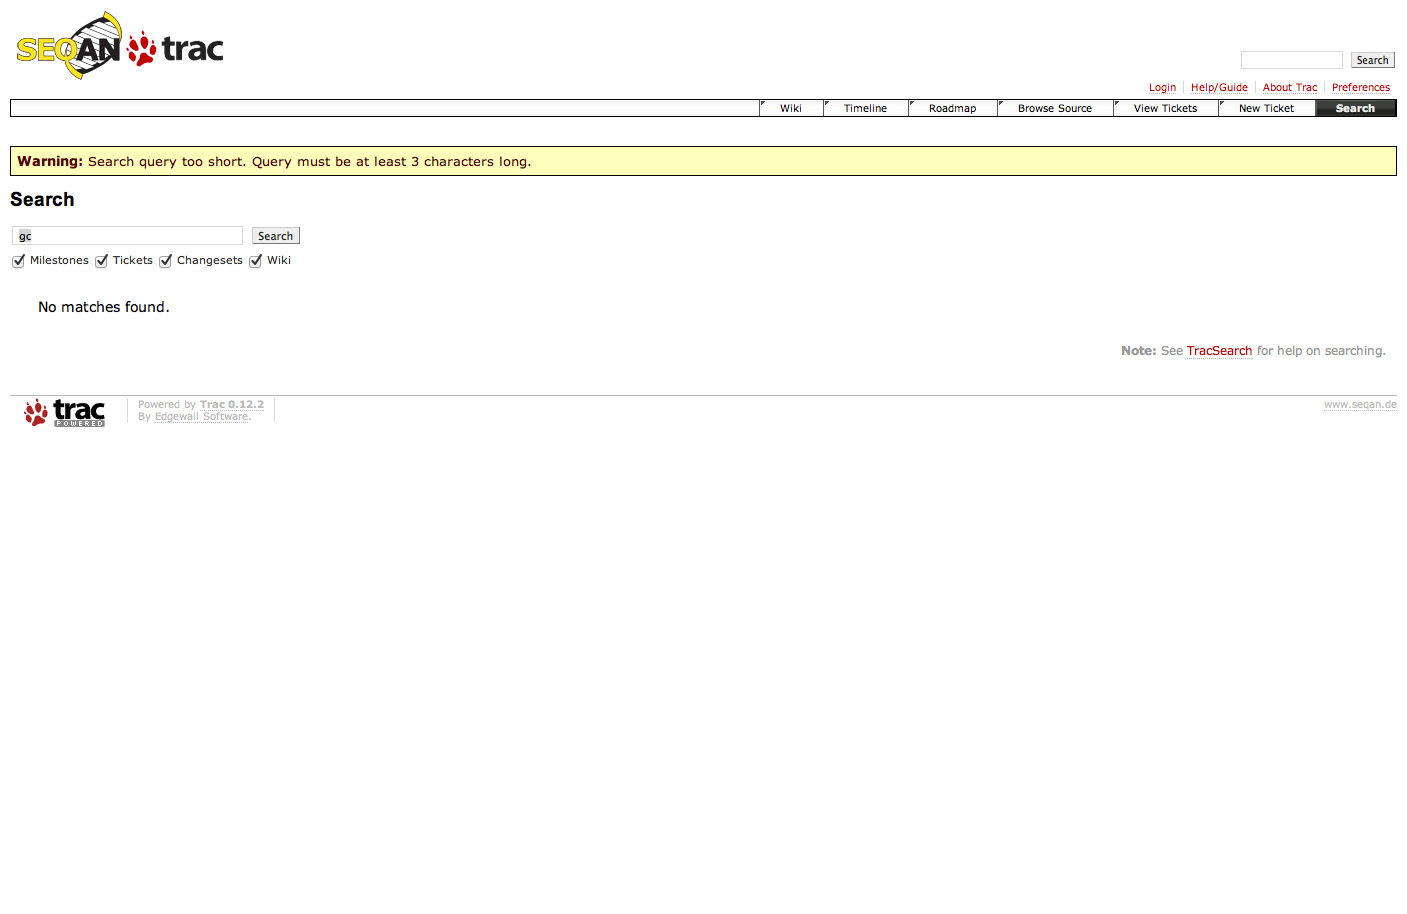 SEQAN trac
Search
Login Help/Guide About Trac Preferences
Wiki Timeline Roadmap Browse Source View Tickets New Ticket Search
Warning: Search query too short. Query must be at least 3 characters long.
Search
gc Search
Milestones Tickets Changesets Wiki
No matches found.
Note: See TracSearch for help on searching.
trac POWERED
Powered by Trac 0.12.2
By Edgewall Software.
www.seqan.de